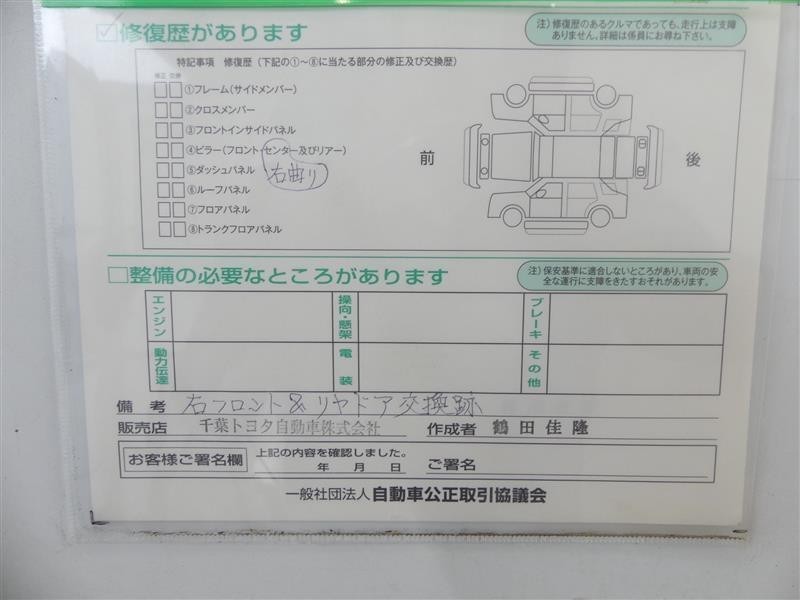 ☑修復歴があります
注）修復歴のあるクルマであっても、走行上は支障ありません。詳細は係員にお尋ね下さい。
特記事項 修復歴（下記の①〜⑧に当たる部分の修正及び交換歴）
修正 交換
①フレーム（サイドメンバー）
②クロスメンバー
③フロントインサイドパネル
④ピラー（フロント・センター及びリアー）
⑤ダッシュパネル
右曲り
⑥ルーフパネル
⑦フロアパネル
⑧トランクフロアパネル
前
後
□整備の必要なところがあります
注）保安基準に適合しないところがあり、車両の安全な運行に支障をきたすおそれがあります。
エンジン
操向・懸架
ブレーキ
動力伝達
電装
その他
備考 右フロント&リヤドア交換跡
販売店 千葉トヨタ自動車株式会社 作成者 鶴田佳隆
お客様ご署名欄
上記の内容を確認しました。
年 月 日 ご署名
一般社団法人 自動車公正取引協議会